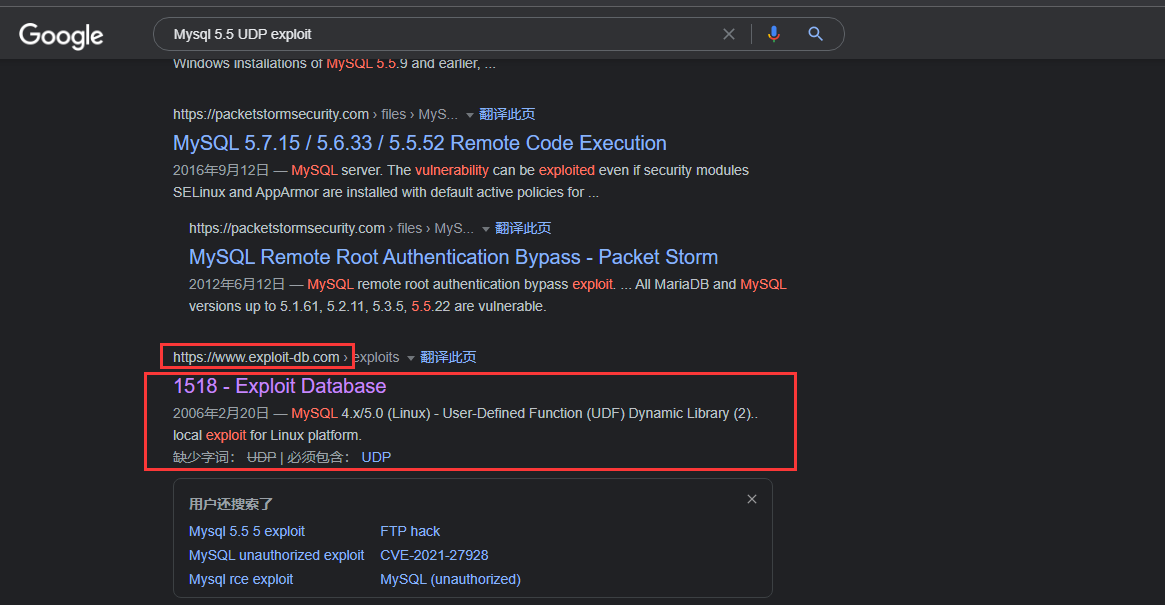 Google
Mysql 5.5 UDP exploit
Windows installations of MySQL 5.5.9 and earlier, ...
https://packetstormsecurity.com › files › MyS... 翻译此页
MySQL 5.7.15 / 5.6.33 / 5.5.52 Remote Code Execution
2016年9月12日 — MySQL server. The vulnerability can be exploited even if security modules
SELinux and AppArmor are installed with default active policies for ...
https://packetstormsecurity.com › files › MyS... 翻译此页
MySQL Remote Root Authentication Bypass - Packet Storm
2012年6月12日 — MySQL remote root authentication bypass exploit. ... All MariaDB and MySQL
versions up to 5.1.61, 5.2.11, 5.3.5, 5.5.22 are vulnerable.
https://www.exploit-db.com › exploits 翻译此页
1518 - Exploit Database
2006年2月20日 — MySQL 4.x/5.0 (Linux) - User-Defined Function (UDF) Dynamic Library (2)..
local exploit for Linux platform.
缺少字词： UDP | 必须包含： UDP
用户还搜索了
Mysql 5.5 5 exploit FTP hack
MySQL unauthorized exploit CVE-2021-27928
Mysql rce exploit MySQL (unauthorized)